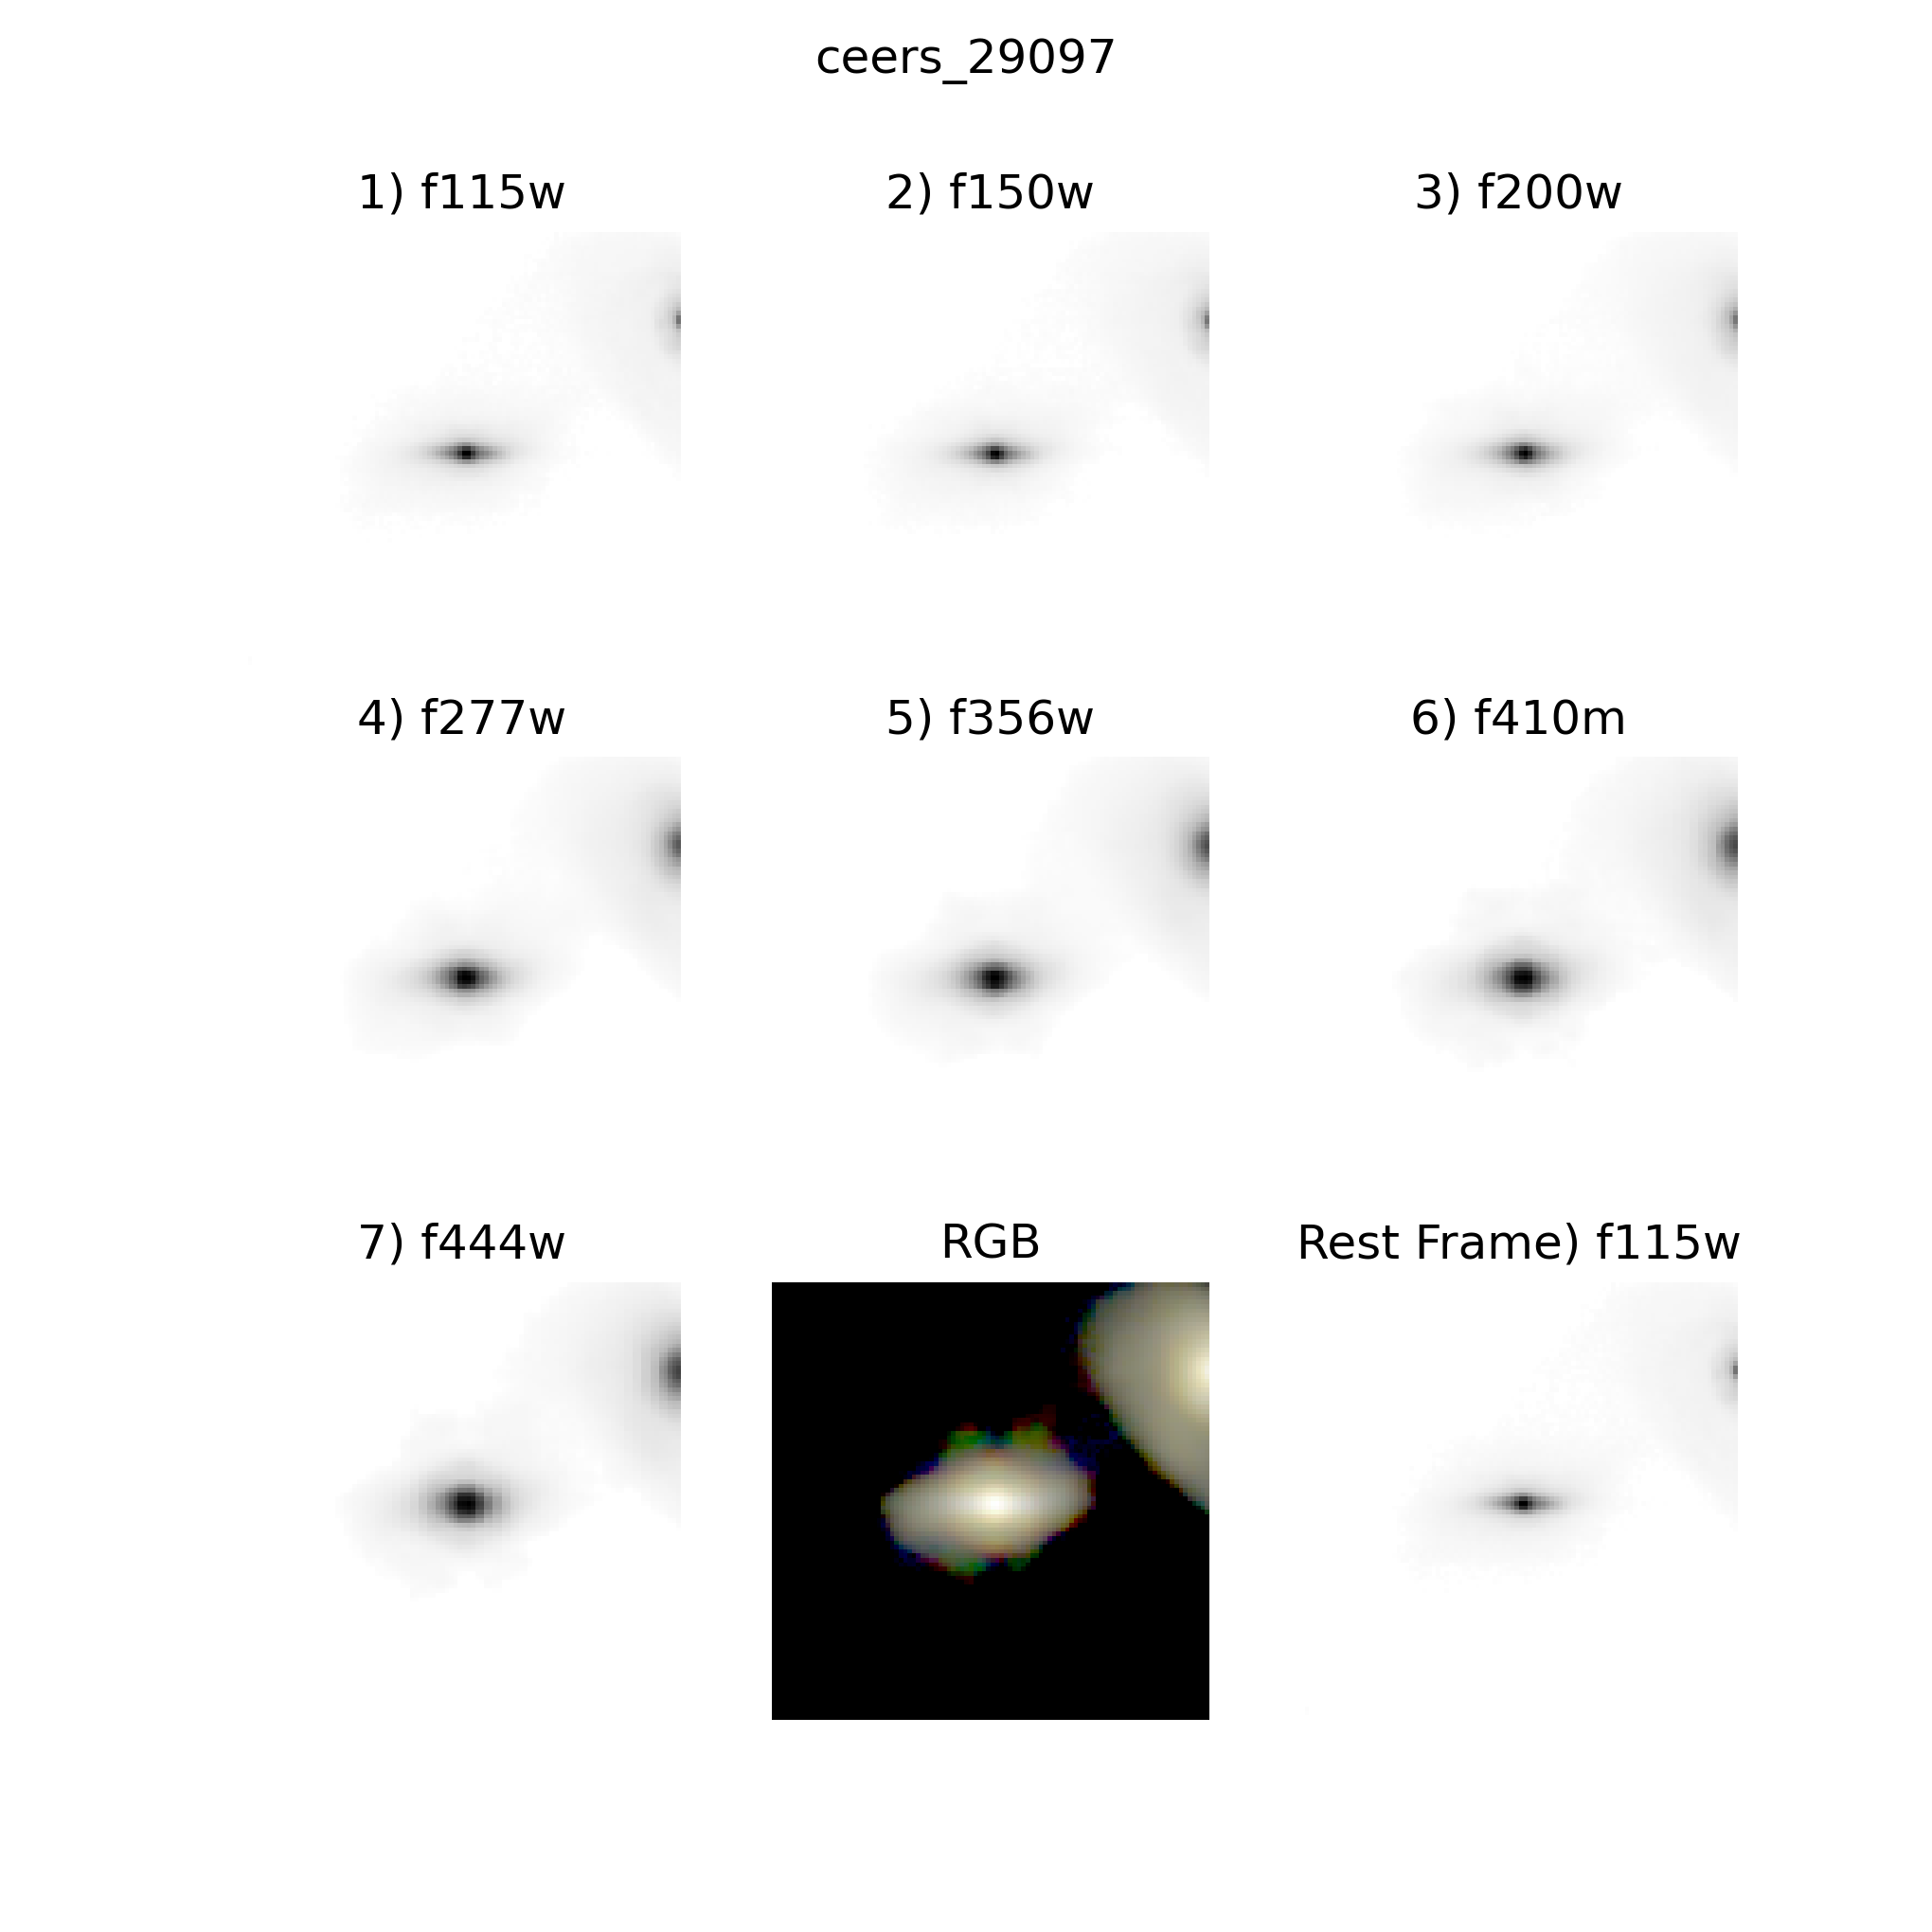 ceers_29097
1) f115w
2) f150w
3) f200w
4) f277w
5) f356w
6) f410m
7) f444w
RGB
Rest Frame) f115w